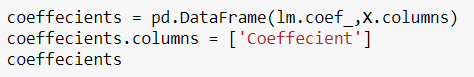 coeffecients = pd.DataFrame(lm.coef_,X.columns)
coeffecients.columns = ['Coeffecient']
coeffecients